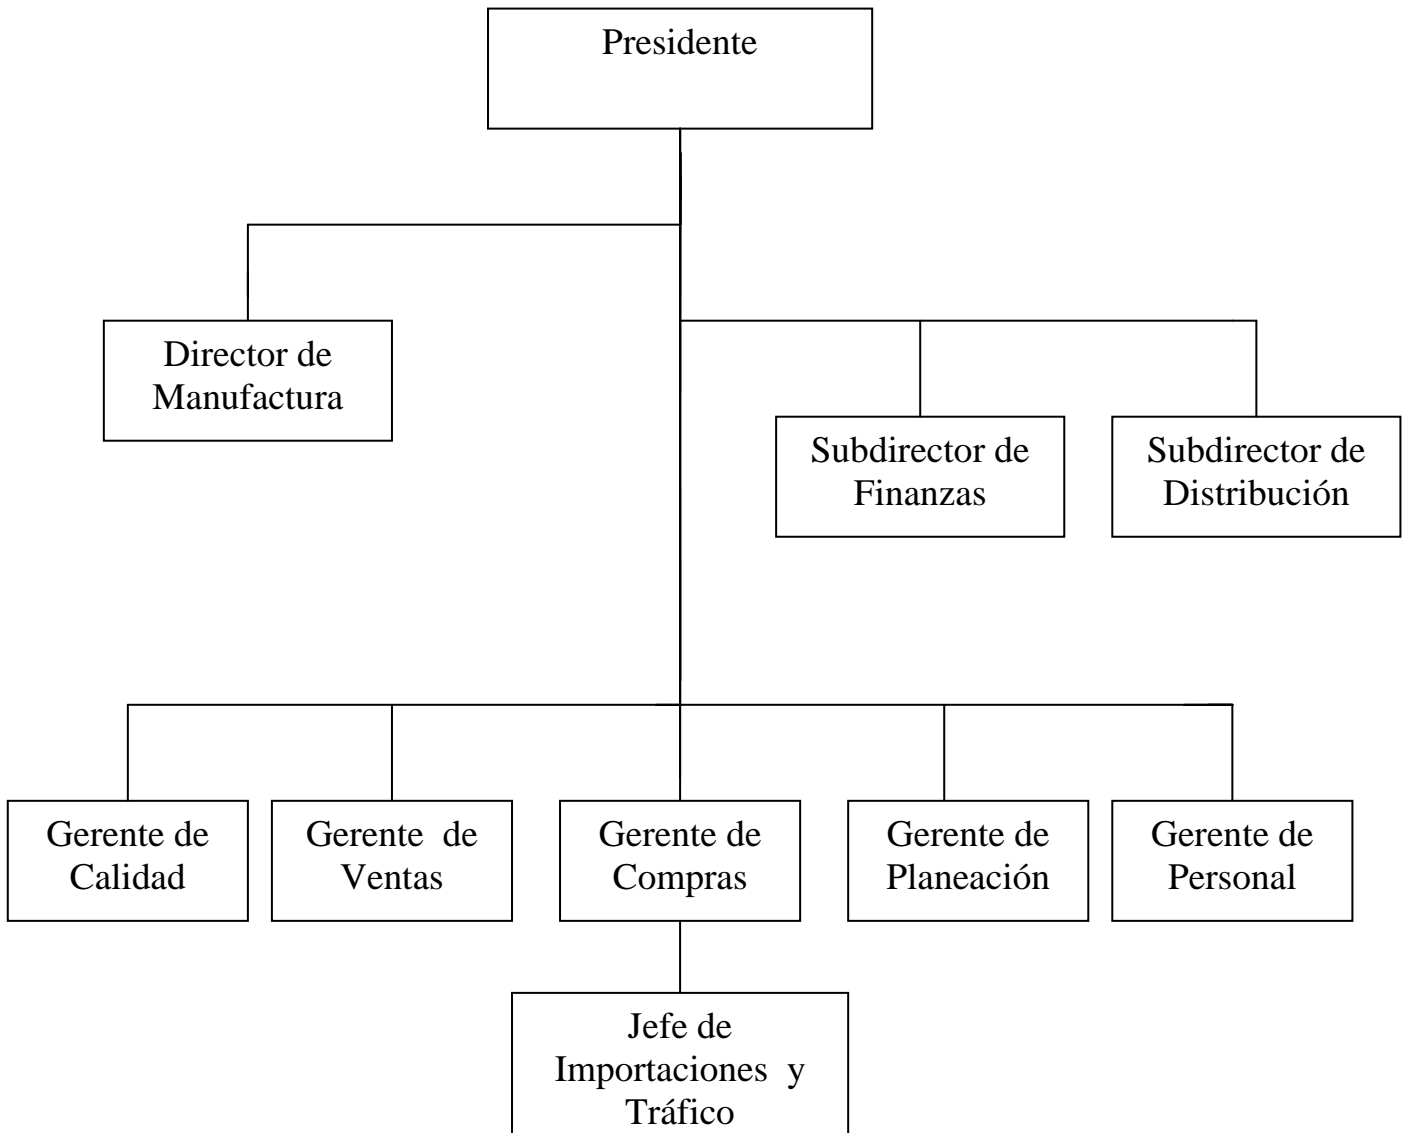 Presidente
Director de
Manufactura
Subdirector de
Finanzas
Subdirector de
Distribución
Gerente de
Calidad
Gerente  de
Ventas
Gerente de
Compras
Gerente de
Planeación
Gerente de
Personal
Jefe de
Importaciones  y
Tráfico